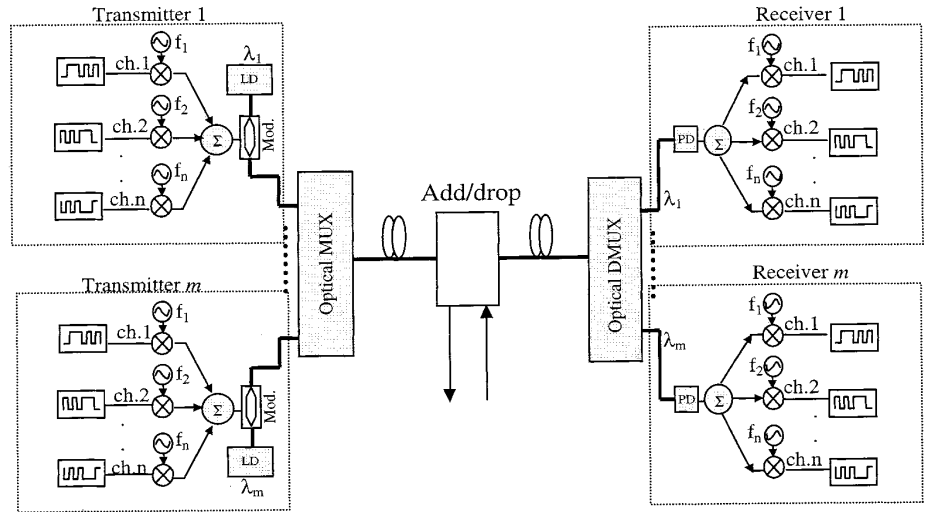 Transmitter 1
f1
ch.1
λ1
LD
f2
ch.2
Σ
Mod.
fn
ch.n
Transmitter m
f1
ch.1
f2
ch.2
Σ
Mod.
fn
ch.n
LD
λm
Optical MUX
Add/drop
Optical DMUX
λ1
λm
Receiver 1
f1
ch.1
PD
Σ
f2
ch.2
fn
ch.n
Receiver m
f1
ch.1
f2
ch.2
PD
Σ
fn
ch.n